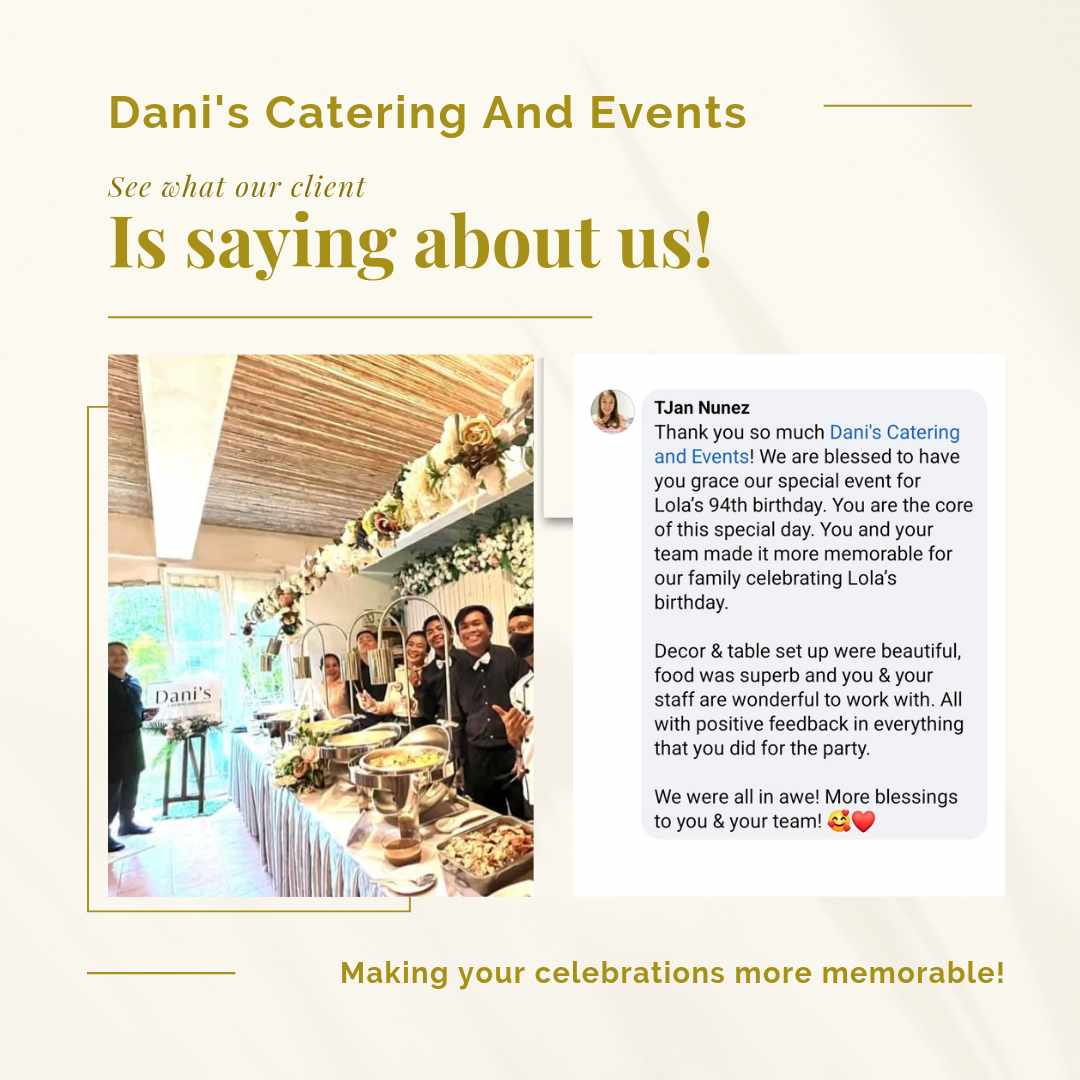 Dani's Catering And Events
See what our client
Is saying about us!
Dani's
TJan Nunez
Thank you so much Dani's Catering
and Events! We are blessed to have
you grace our special event for
Lola’s 94th birthday. You are the core
of this special day. You and your
team made it more memorable for
our family celebrating Lola’s
birthday.
Decor & table set up were beautiful,
food was superb and you & your
staff are wonderful to work with. All
with positive feedback in everything
that you did for the party.
We were all in awe! More blessings
to you & your team! 🥰❤️
Making your celebrations more memorable!